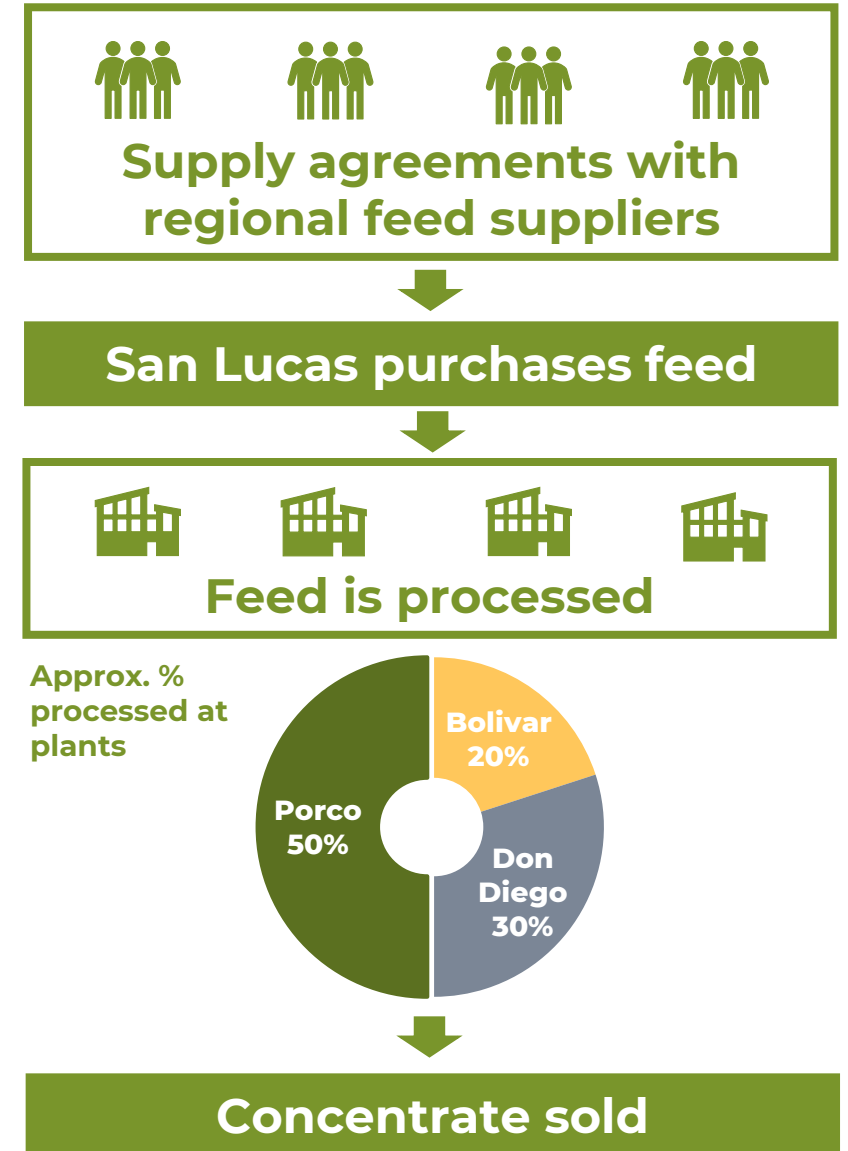 Supply agreements with
regional feed suppliers
San Lucas purchases feed
Feed is processed
Approx. %
processed at
plants
Bolivar
20%
Porco
50%
Don
Diego
30%
Concentrate sold